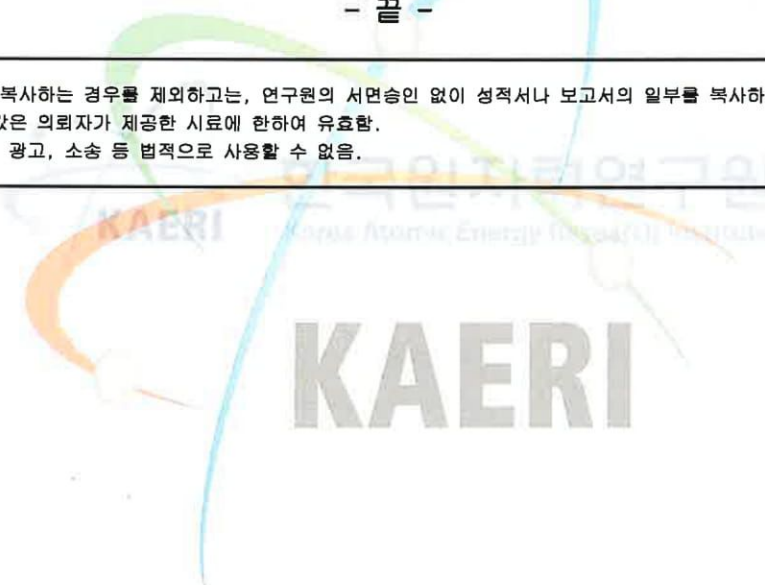 - 끝 -
복사하는 경우를 제외하고는, 연구원의 서면승인 없이 성적서나 보고서의 일부를 복사하
값은 의뢰자가 제공한 시료에 한하여 유효함.
광고, 소송 등 법적으로 사용할 수 없음.
한국원자력연구원
KAERI Korea Atomic Energy Research Institute
KAERI